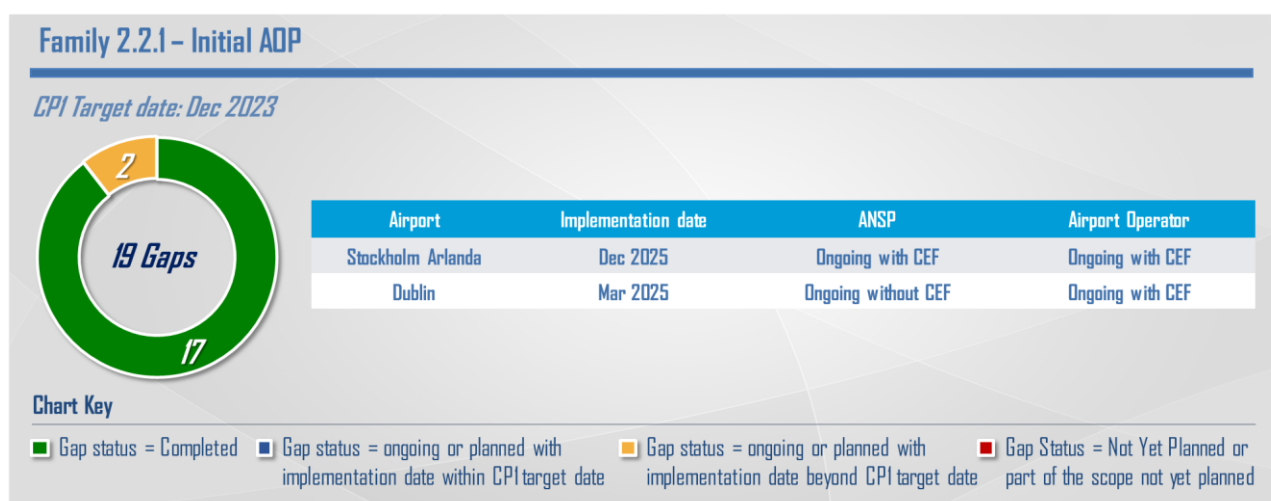 Family 2.2.1 – Initial AOP
CP1 Target date: Dec 2023
2
19 Gaps
17
Airport Implementation date ANSP Airport Operator
Stockholm Arlanda Dec 2025 Ongoing with CEF Ongoing with CEF
Dublin Mar 2025 Ongoing without CEF Ongoing with CEF
Chart Key
Gap status = Completed
Gap status = ongoing or planned with
implementation date within CP1 target date
Gap status = ongoing or planned with
implementation date beyond CP1 target date
Gap Status = Not Yet Planned or
part of the scope not yet planned